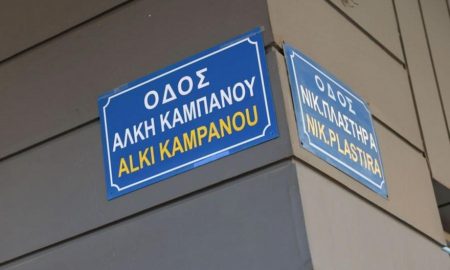 ΟΔΟΣ
ΑΛΚΗ ΚΑΜΠΑΝΟΥ
ALKI KAMPANOU
ΟΔΟΣ
ΝΙΚ.ΠΛΑΣΤΗΡΑ
NIK.PLASTIRA